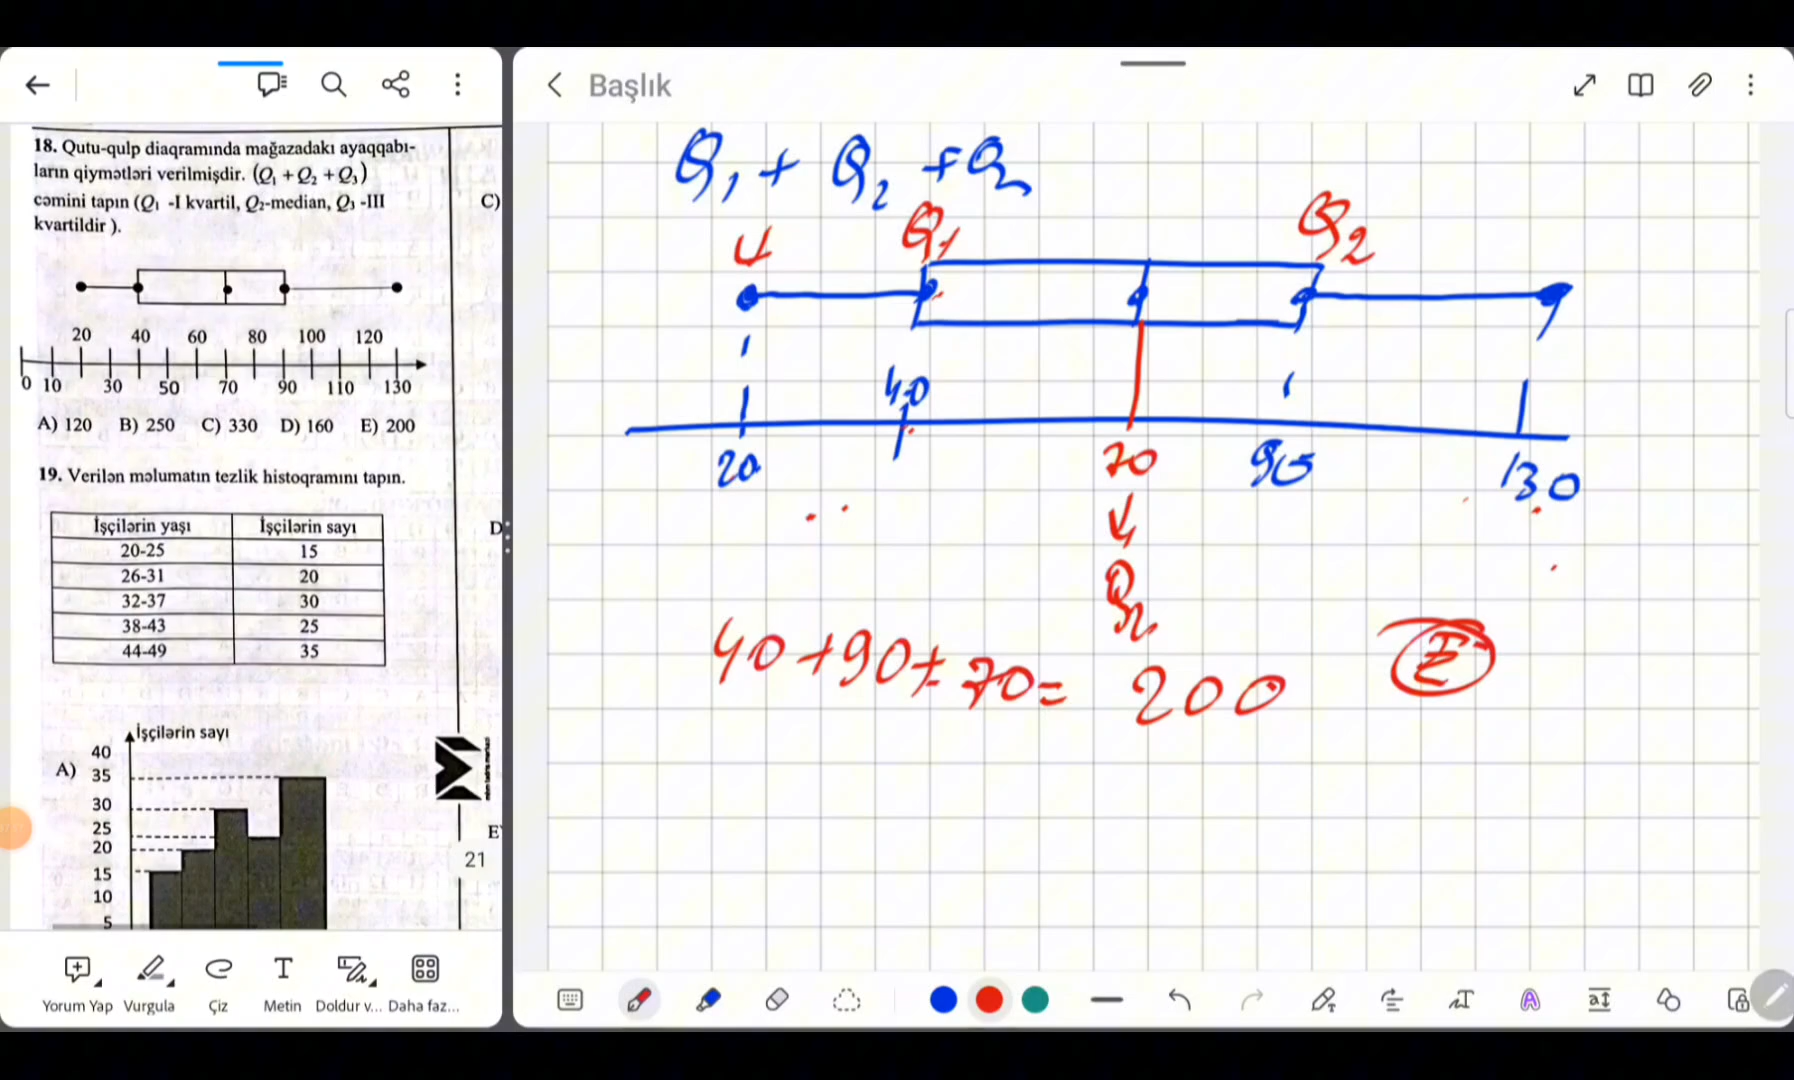 Başlık
18. Qutu-qulp diaqramında mağazadakı ayaqqabı-
ların qiymətləri verilmişdir. (Q₁ + Q₂ + Q₃)
cəmini tapın (Q₁ -I kvartil, Q₂-median, Q₃ -III
kvartildir ).
20 40 60 80 100 120
0 10 30 50 70 90 110 130
A) 120 B) 250 C) 330 D) 160 E) 200
19. Verilən məlumatın tezlik histoqramını tapın.
İşçilərin yaşı İşçilərin sayı
20-25 15
26-31 20
32-37 30
38-43 25
44-49 35
İşçilərin sayı
40
A) 35
30
25
20
15
10
5
C)
D
E
21
Yorum Yap Vurgula Çiz Metin Doldur v... Daha faz...
Q₁ + Q₂ +
Q₁ Q₂
40
20 70 90 130
40+90+70= 200 E